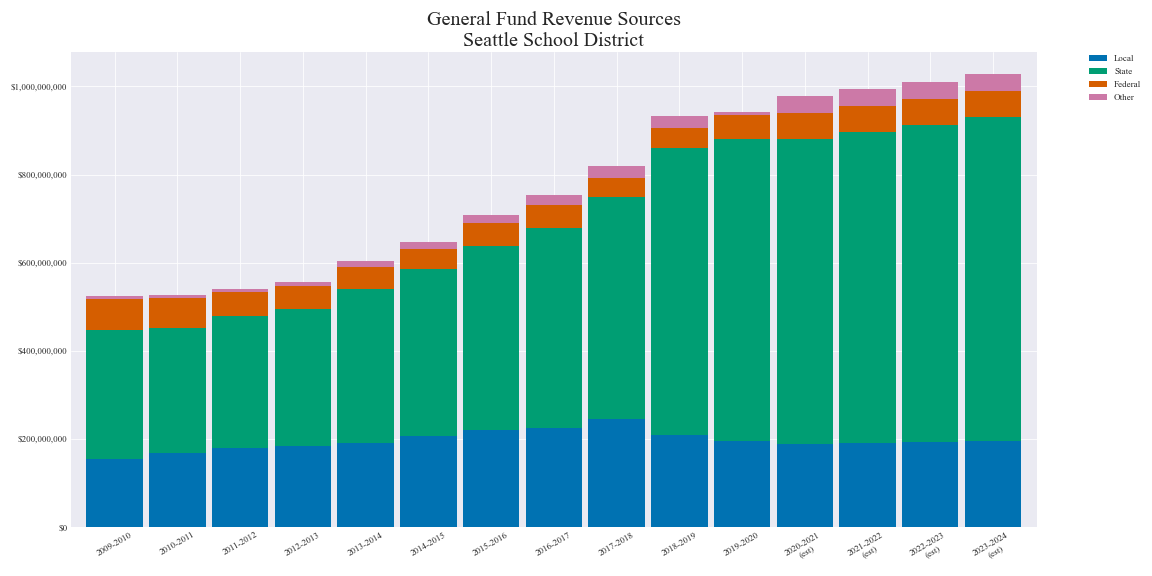 General Fund Revenue Sources
Seattle School District
Local
State
Federal
Other
$1,000,000,000
$800,000,000
$600,000,000
$400,000,000
$200,000,000
$0
2009-2010
2010-2011
2011-2012
2012-2013
2013-2014
2014-2015
2015-2016
2016-2017
2017-2018
2018-2019
2019-2020
2020-2021
(est)
2021-2022
(est)
2022-2023
(est)
2023-2024
(est)